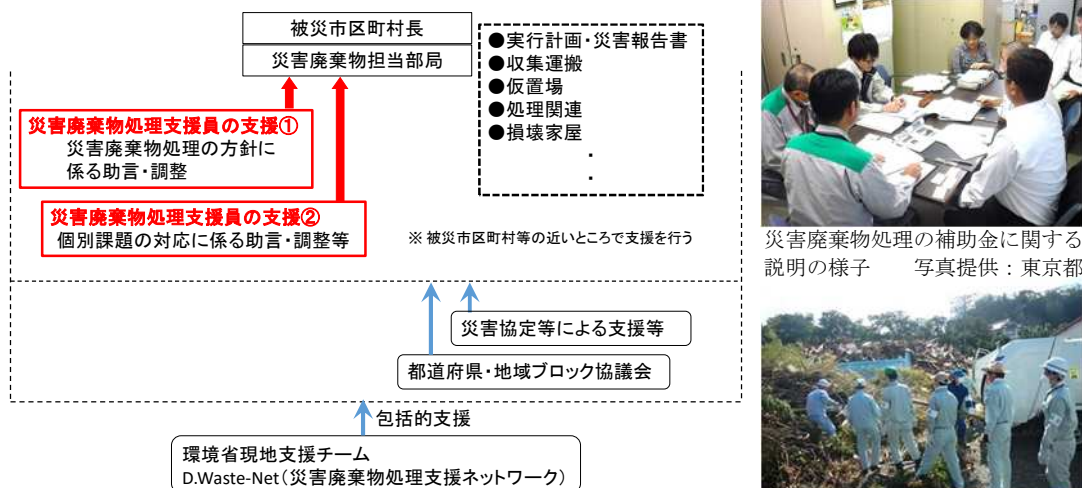 被災市区町村長
災害廃棄物担当部局
●実行計画・災害報告書
●収集運搬
●仮置場
●処理関連
●損壊家屋
・
・
災害廃棄物処理支援員の支援①
災害廃棄物処理の方針に
係る助言・調整
災害廃棄物処理支援員の支援②
個別課題の対応に係る助言・調整等
※被災市区町村等の近いところで支援を行う
災害協定等による支援等
都道府県・地域ブロック協議会
包括的支援
環境省現地支援チーム
D.Waste-Net(災害廃棄物処理支援ネットワーク)
災害廃棄物処理の補助金に関する
説明の様子　　写真提供：東京都